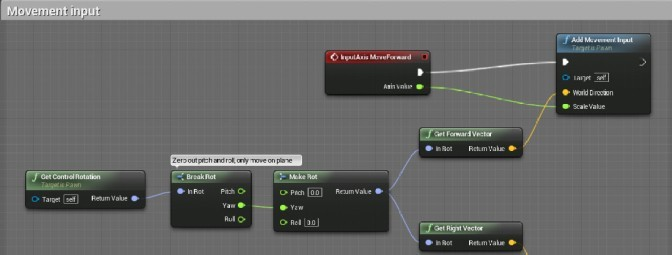 Movement input
Add Movement Input
Target is Pawn
Target self
World Direction
Scale Value
InputAxis MoveForward
Axis Value
Get Forward Vector
In Rot Return Value
Zero out pitch and roll, only move on plane
Get Control Rotation
Target is Pawn
Target self Return Value
Break Rot
In Rot Pitch
Yaw
Roll
Make Rot
Pitch 0.0 Return Value
Yaw
Roll 0.0
Get Right Vector
In Rot Return Value